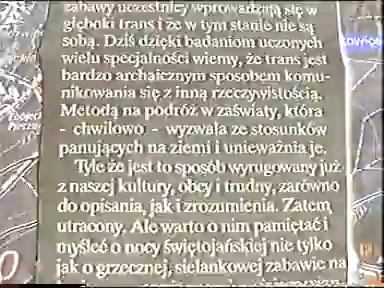 zabawy uczestnicy wprowadzają się w
głęboki trans i że w tym stanie nie są
sobą. Dziś dzięki badaniom uczonych
wielu specjalności wiemy, że trans jest
bardzo archaicznym sposobem komu-
nikowania się z inną rzeczywistością.
Metodą na podróż w zaświaty, która
- chwilowo - wyzwala ze stosunków
panujących na ziemi i unieważnia je.
Tyle że jest to sposób wyrugowany już
z naszej kultury, obcy i trudny, zarówno
do opisania, jak i zrozumienia. Zatem
utracony. Ale warto o nim pamiętać i
myśleć o nocy świętojańskiej nie tylko
jak o grzecznej, sielankowej zabawie na